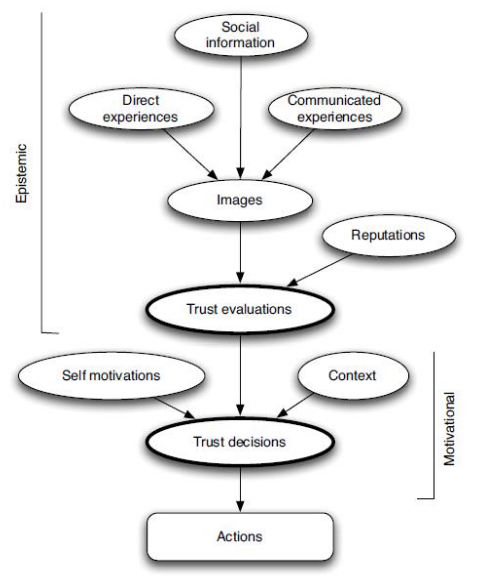 Social
information
Direct
experiences
Communicated
experiences
Epistemic
Images
Reputations
Trust evaluations
Self motivations
Context
Trust decisions
Motivational
Actions